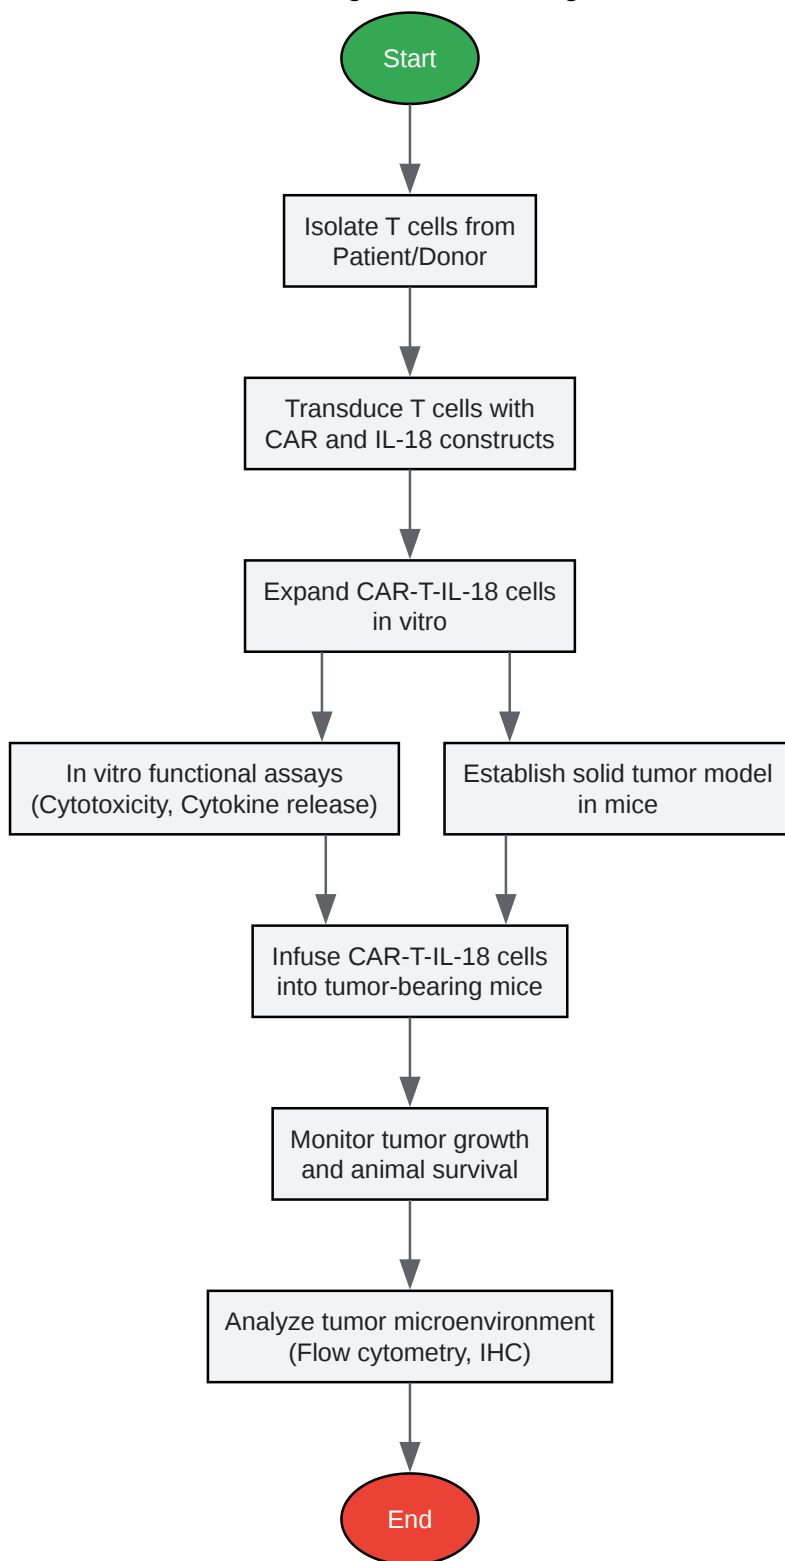 Start
Isolate T cells from
Patient/Donor
Transduce T cells with
CAR and IL-18 constructs
Expand CAR-T-IL-18 cells
in vitro
In vitro functional assays
(Cytotoxicity, Cytokine release)
Establish solid tumor model
in mice
Infuse CAR-T-IL-18 cells
into tumor-bearing mice
Monitor tumor growth
and animal survival
Analyze tumor microenvironment
(Flow cytometry, IHC)
End